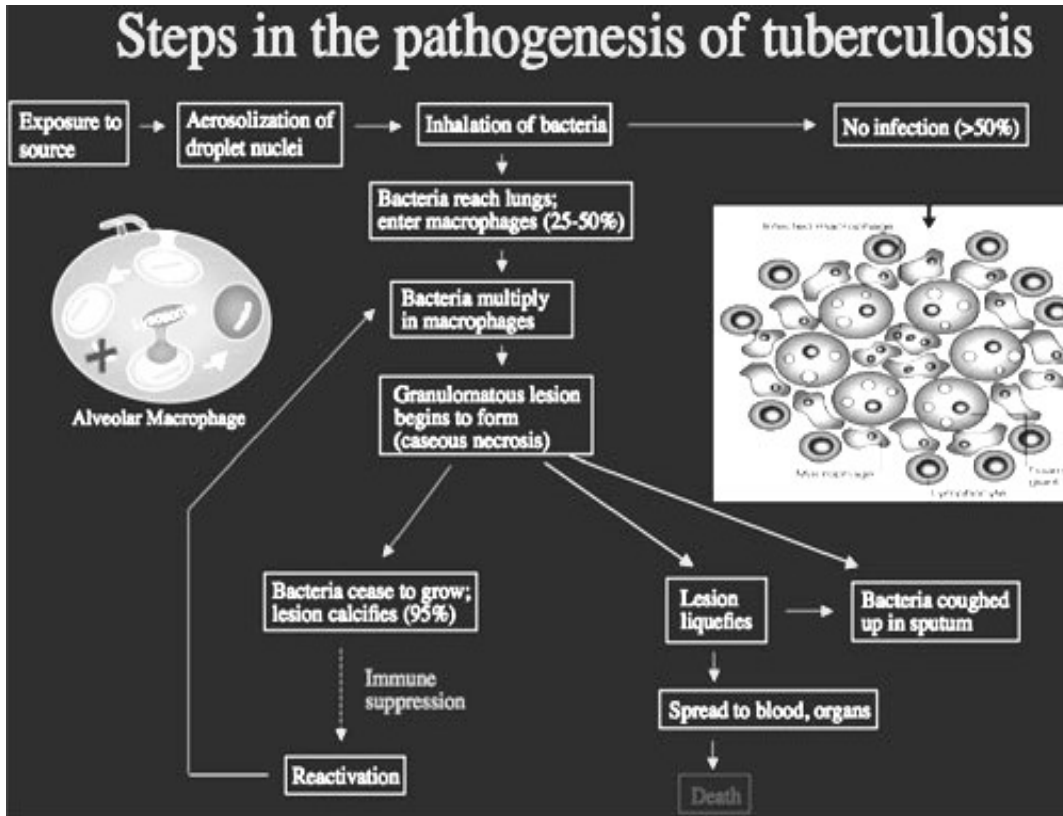 Steps in the pathogenesis of tuberculosis
Exposure to
source
Aerosolization of
droplet nuclei
Inhalation of bacteria
No infection (>50%)
Bacteria reach lungs;
enter macrophages (25-50%)
Bacteria multiply
in macrophages
Alveolar Macrophage
Granulomatous lesion
begins to form
(caseous necrosis)
Infected macrophage
Macrophage
Lymphocyte
giant
Bacteria cease to grow;
lesion calcifies (95%)
Immune
suppression
Reactivation
Lesion
liquefies
Bacteria coughed
up in sputum
Spread to blood, organs
Death